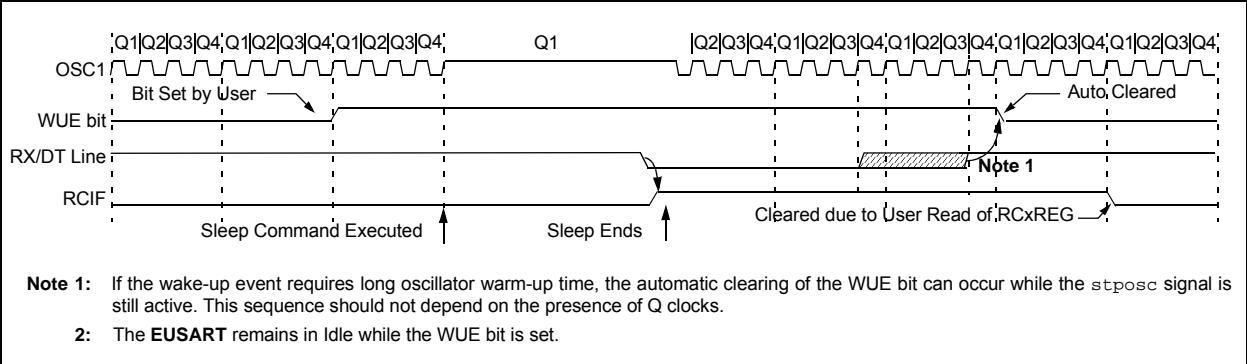 Q1 Q2 Q3 Q4 Q1 Q2 Q3 Q4 Q1 Q2 Q3 Q4 Q1 Q2 Q3 Q4 Q1 Q2 Q3 Q4 Q1 Q2 Q3 Q4 Q1 Q2 Q3 Q4
OSC1
Bit Set by User
Auto Cleared
WUE bit
RX/DT Line
Note 1
RCIF
Cleared due to User Read of RCxREG
Sleep Command Executed
Sleep Ends
Note 1: If the wake-up event requires long oscillator warm-up time, the automatic clearing of the WUE bit can occur while the stposc signal is
still active. This sequence should not depend on the presence of Q clocks.
2: The EUSART remains in Idle while the WUE bit is set.